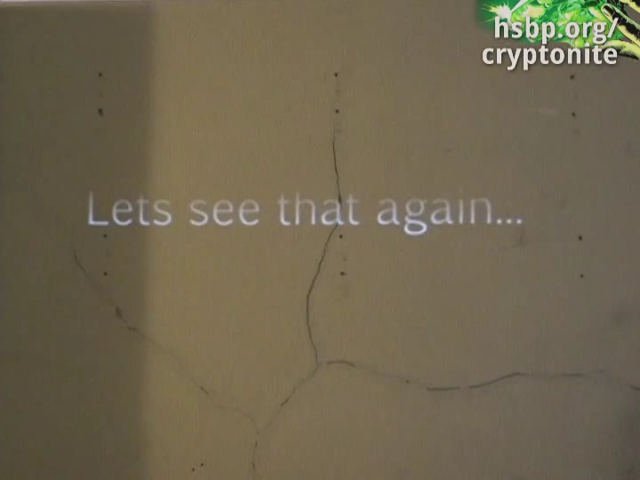 hsbp.org/
cryptonite
Lets see that again...